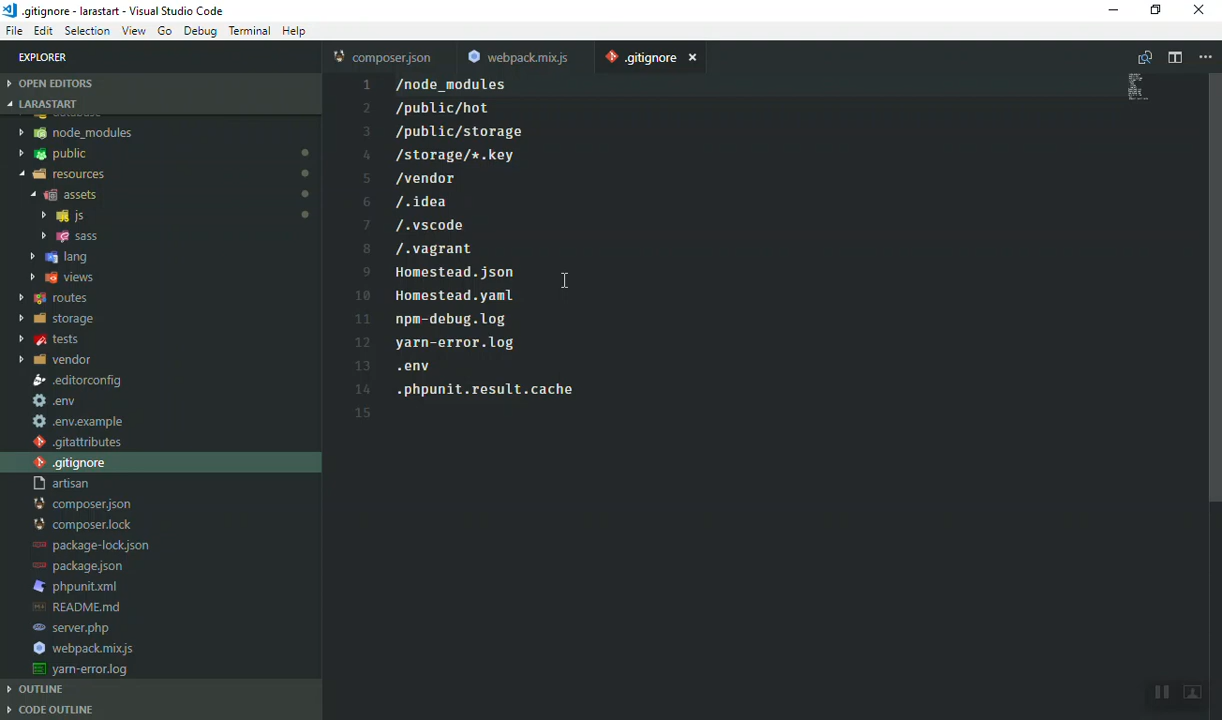 .gitignore - larastart - Visual Studio Code
File Edit Selection View Go Debug Terminal Help
EXPLORER
OPEN EDITORS
LARASTART
database
node_modules
public
resources
assets
js
sass
lang
views
routes
storage
tests
vendor
.editorconfig
.env
.env.example
.gitattributes
.gitignore
artisan
composer.json
composer.lock
package-lock.json
package.json
phpunit.xml
README.md
server.php
webpack.mix.js
yarn-error.log
OUTLINE
CODE OUTLINE
composer.json webpack.mix.js .gitignore
1 /node_modules
2 /public/hot
3 /public/storage
4 /storage/*.key
5 /vendor
6 /.idea
7 /.vscode
8 /.vagrant
9 Homestead.json
10 Homestead.yaml
11 npm-debug.log
12 yarn-error.log
13 .env
14 .phpunit.result.cache
15